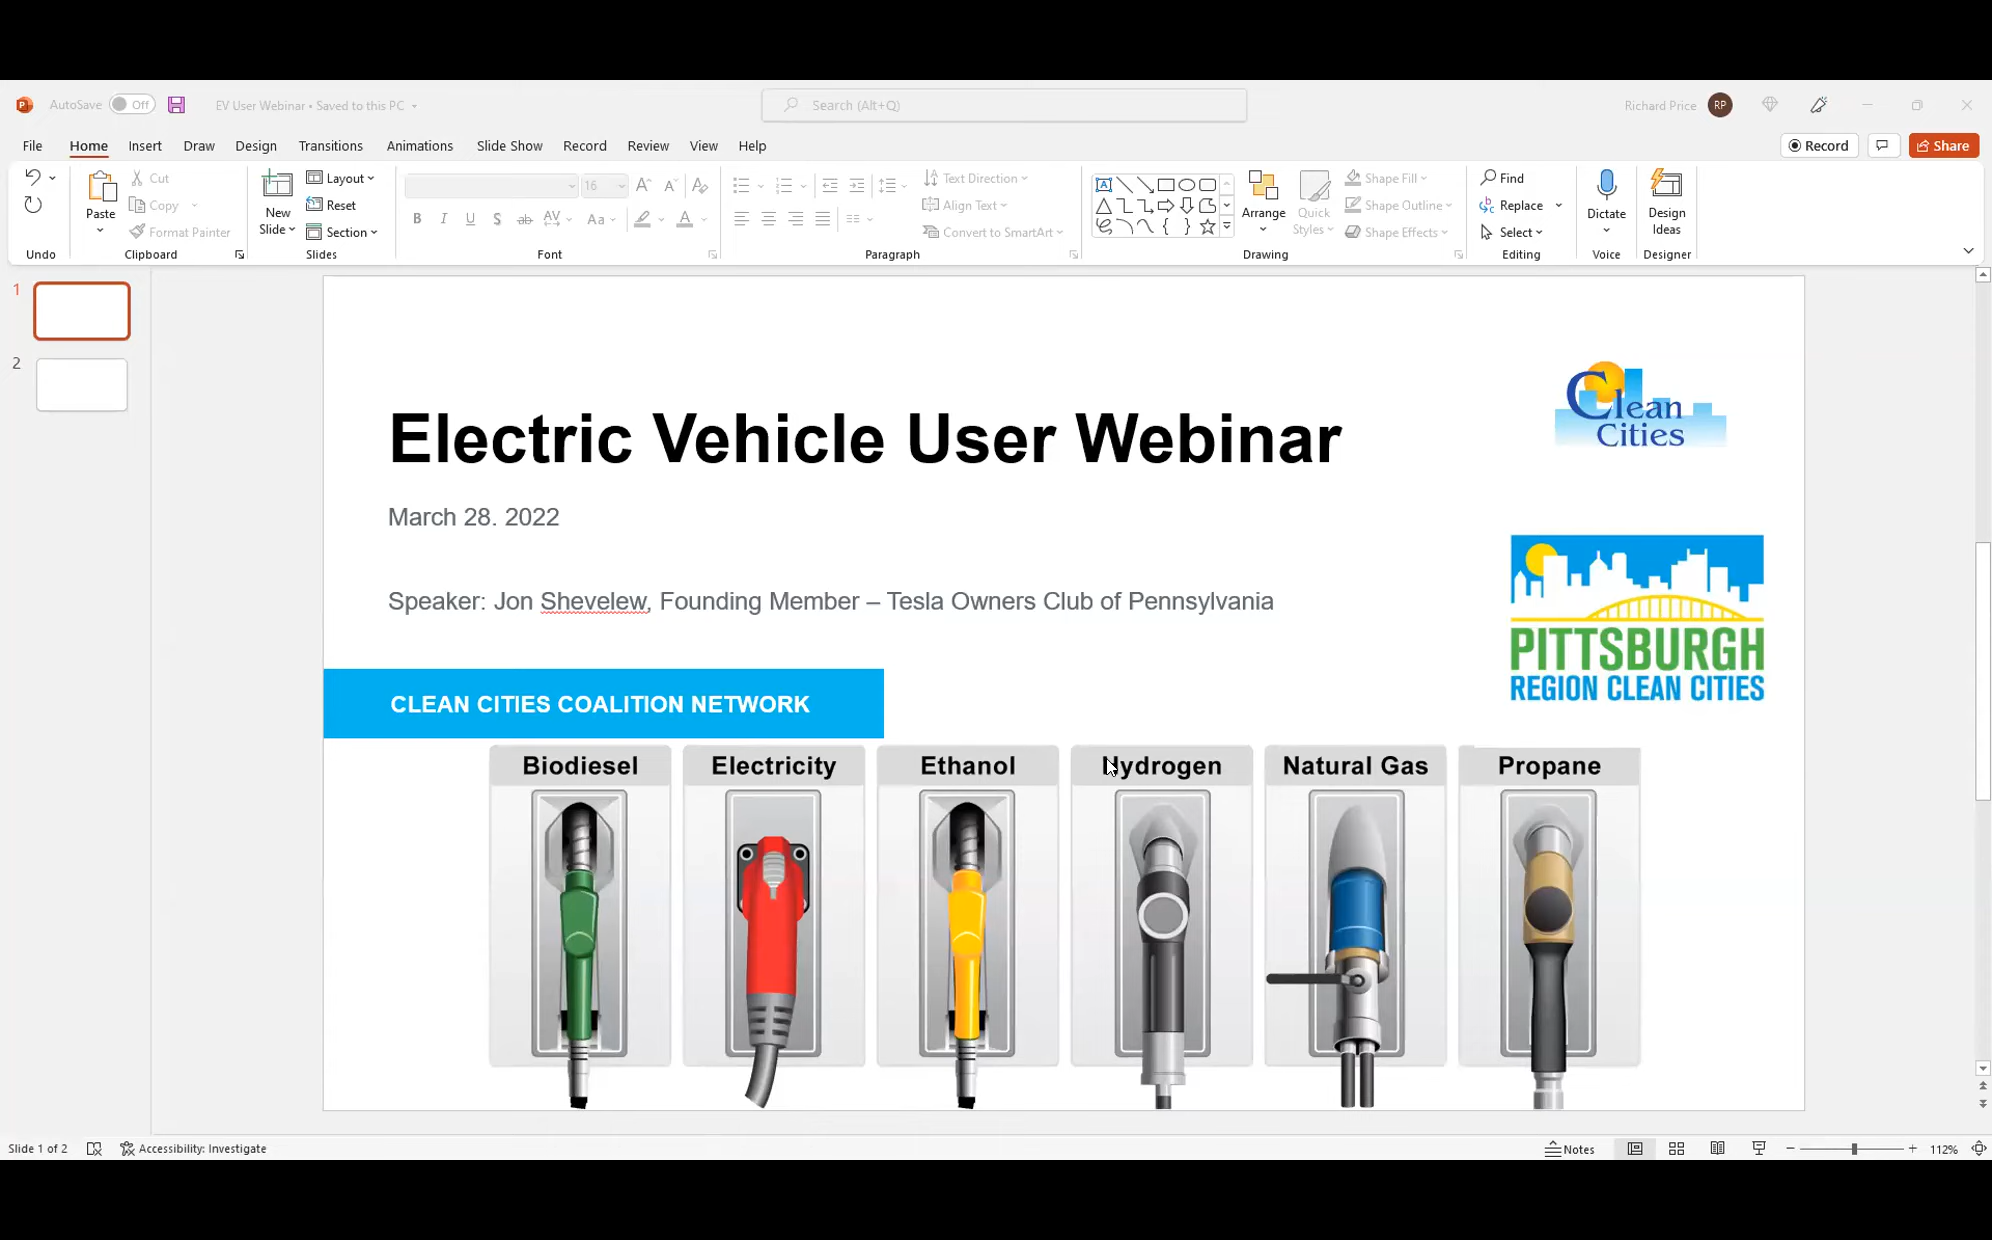 AutoSave Off EV User Webinar • Saved to this PC Search (Alt+Q) Richard Price RP
File Home Insert Draw Design Transitions Animations Slide Show Record Review View Help Record Share
Paste Cut Copy Format Painter
New Slide Layout Reset Section
16
B I U S ab AV Aa A
Text Direction
Align Text
Convert to SmartArt
Arrange Quick Styles
Shape Fill
Shape Outline
Shape Effects
Find
Replace
Select
Dictate
Design Ideas
Undo Clipboard Slides Font Paragraph Drawing Editing Voice Designer
1
2
Electric Vehicle User Webinar
March 28. 2022
Speaker: Jon Shevelew, Founding Member – Tesla Owners Club of Pennsylvania
Clean
Cities
PITTSBURGH
REGION CLEAN CITIES
CLEAN CITIES COALITION NETWORK
Biodiesel Electricity Ethanol Hydrogen Natural Gas Propane
Slide 1 of 2 Accessibility: Investigate Notes 112%